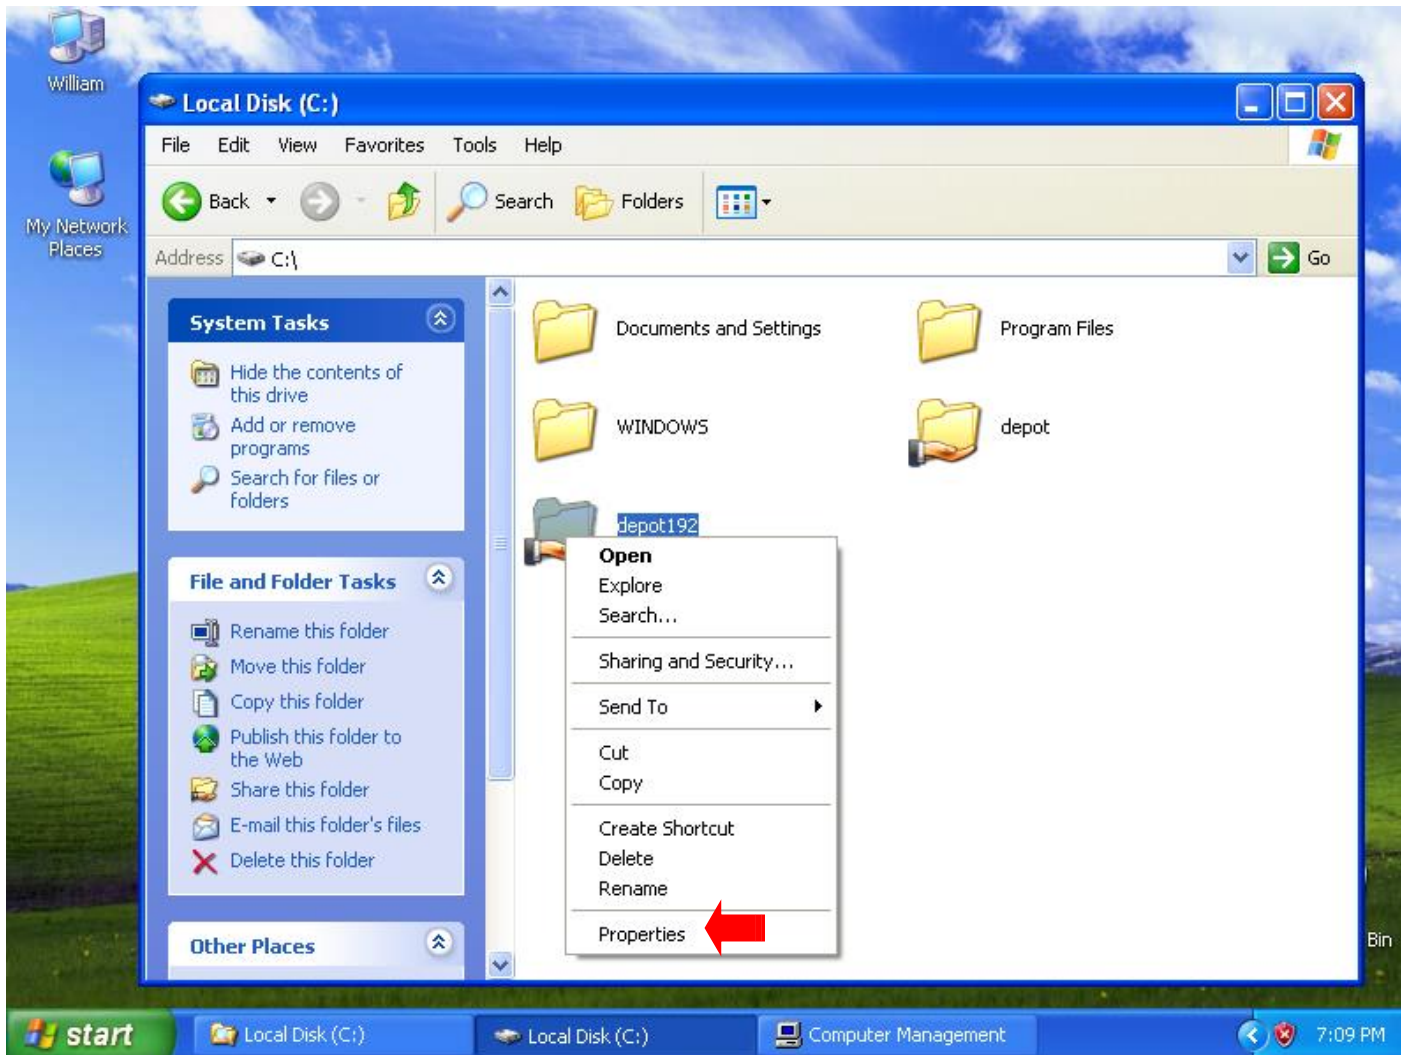 William
My Network
Places
Local Disk (C:)
File Edit View Favorites Tools Help
Back Search Folders
Address C:\ Go
System Tasks
Hide the contents of
this drive
Add or remove
programs
Search for files or
folders
File and Folder Tasks
Rename this folder
Move this folder
Copy this folder
Publish this folder to
the Web
Share this folder
E-mail this folder's files
Delete this folder
Other Places
Documents and Settings
Program Files
WINDOWS
depot
depot192
Open
Explore
Search...
Sharing and Security...
Send To
Cut
Copy
Create Shortcut
Delete
Rename
Properties
Bin
start Local Disk (C:) Local Disk (C:) Computer Management 7:09 PM